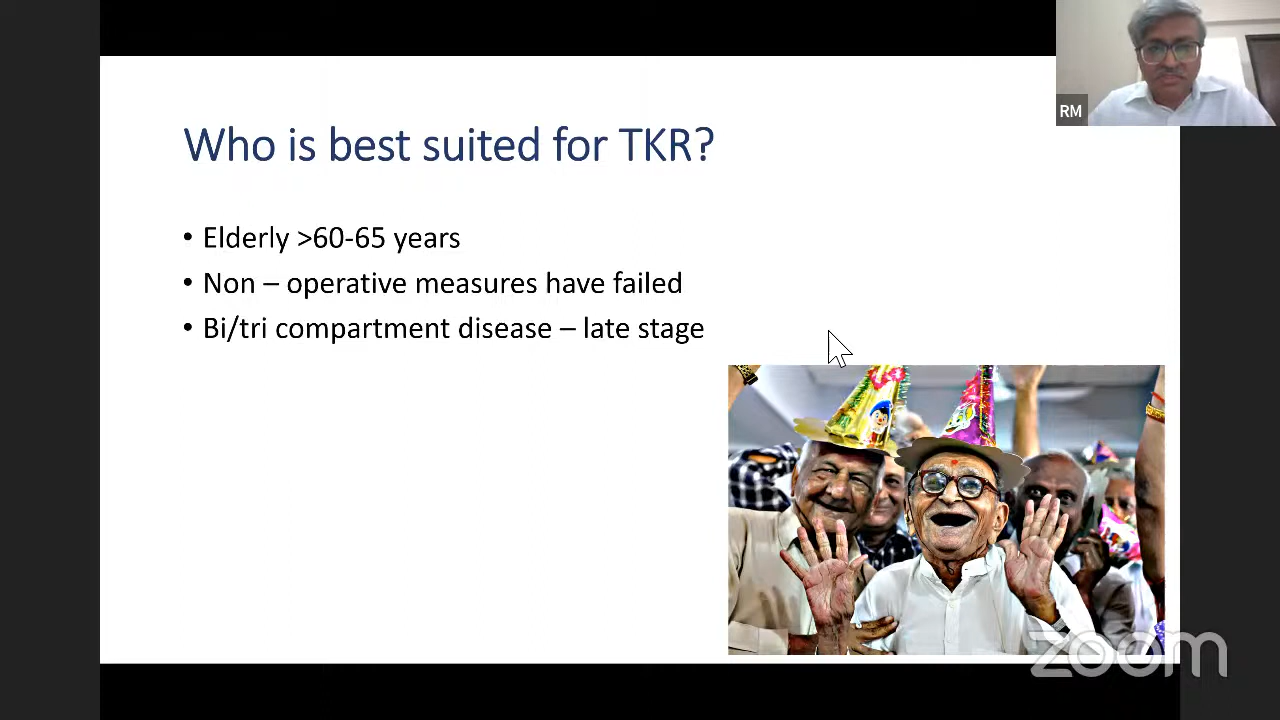 RM
Who is best suited for TKR?
• Elderly >60-65 years
• Non – operative measures have failed
• Bi/tri compartment disease – late stage
zoom